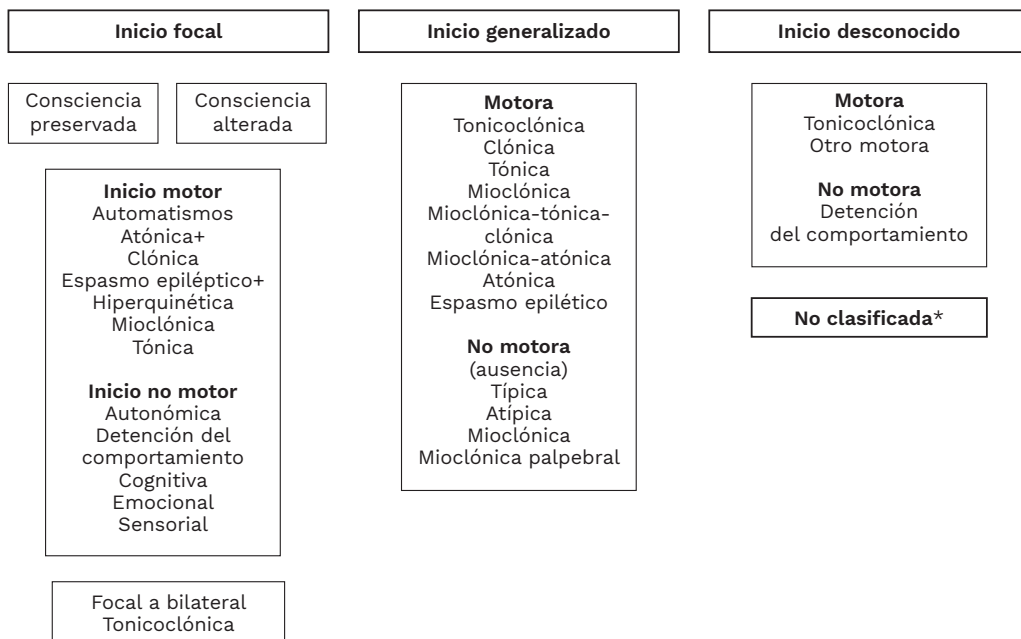 Inicio focal
Consciencia
preservada
Consciencia
alterada
Inicio motor
Automatismos
Atónica+
Clónica
Espasmo epiléptico+
Hiperquinética
Mioclónica
Tónica
Inicio no motor
Autonómica
Detención del
comportamiento
Cognitiva
Emocional
Sensorial
Focal a bilateral
Tonicoclónica
Inicio generalizado
Motora
Tonicoclónica
Clónica
Tónica
Mioclónica
Mioclónica-tónica-
clónica
Mioclónica-atónica
Atónica
Espasmo epilético
No motora
(ausencia)
Típica
Atípica
Mioclónica
Mioclónica palpebral
Inicio desconocido
Motora
Tonicoclónica
Otro motora
No motora
Detención
del comportamiento
No clasificada*